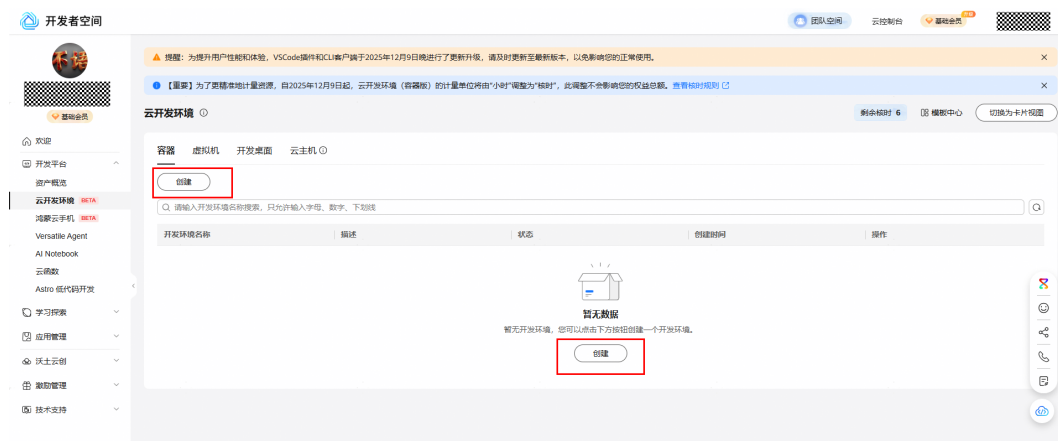 开发者空间
团队空间
云控制台
基础会员
不语
基础会员
欢迎
开发平台
资产概览
云开发环境 BETA
鸿蒙云手机 BETA
Versatile Agent
AI Notebook
云函数
Astro 低代码开发
学习探索
应用管理
沃土云创
激励管理
技术支持
提醒：为提升用户性能和体验，VSCode插件和CLI客户端于2025年12月9日晚进行了更新升级，请及时更新至最新版本，以免影响您的正常使用。
【重要】为了更精准地计量资源，自2025年12月9日起，云开发环境（容器版）的计量单位将由“小时”调整为“核时”，此调整不会影响您的权益总额。查看核时规则
云开发环境
剩余核时 6
模板中心
切换为卡片视图
容器 虚拟机 开发桌面 云主机
创建
请输入开发环境名称搜索，只允许输入字母、数字、下划线
开发环境名称 描述 状态 创建时间 操作
暂无数据
暂无开发环境，您可以点击下方按钮创建一个开发环境。
创建